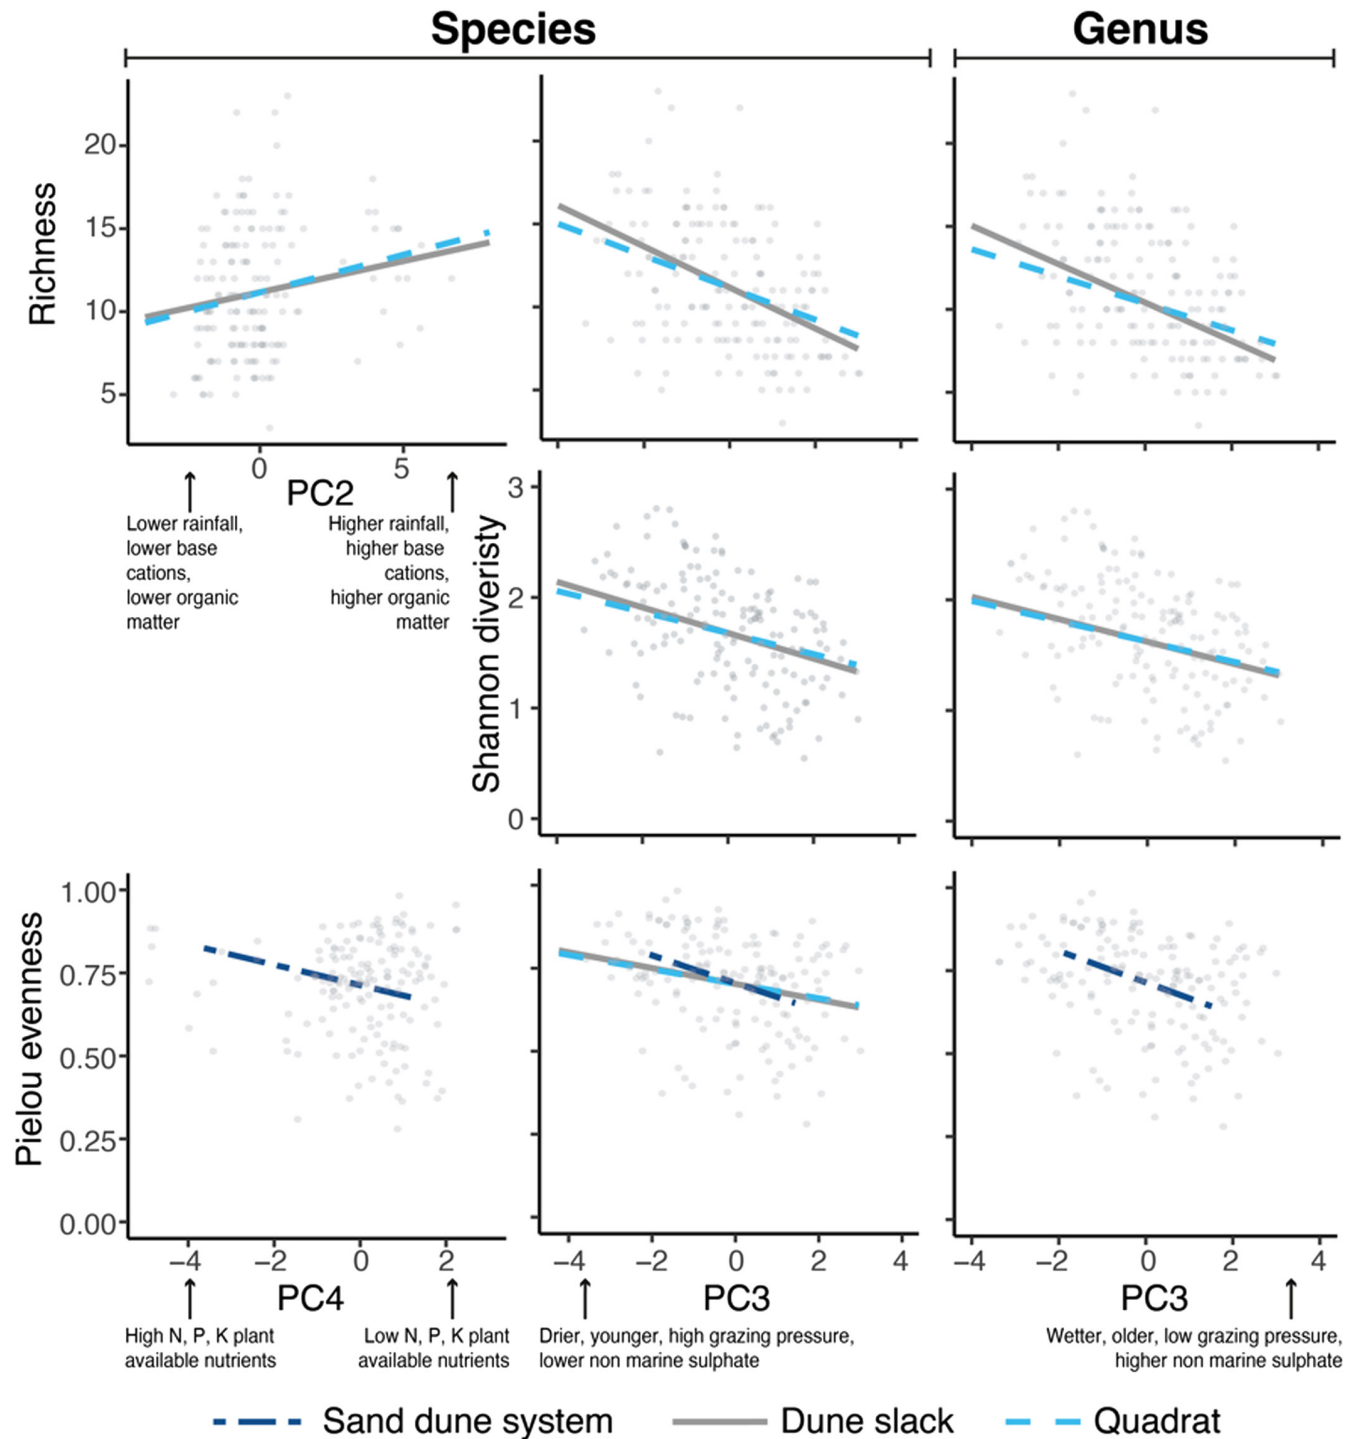 Species
Genus
Richness
20
15
10
5
0
5
PC2
Lower rainfall,
lower base
cations,
lower organic
matter
Higher rainfall,
higher base
cations,
higher organic
matter
Shannon diveristy
3
2
1
0
Pielou evenness
1.00
0.75
0.50
0.25
0.00
−4 −2 0 2
PC4
High N, P, K plant
available nutrients
Low N, P, K plant
available nutrients
−4 −2 0 2 4
PC3
Drier, younger, high grazing pressure,
lower non marine sulphate
−4 −2 0 2 4
PC3
Wetter, older, low grazing pressure,
higher non marine sulphate
Sand dune system Dune slack Quadrat